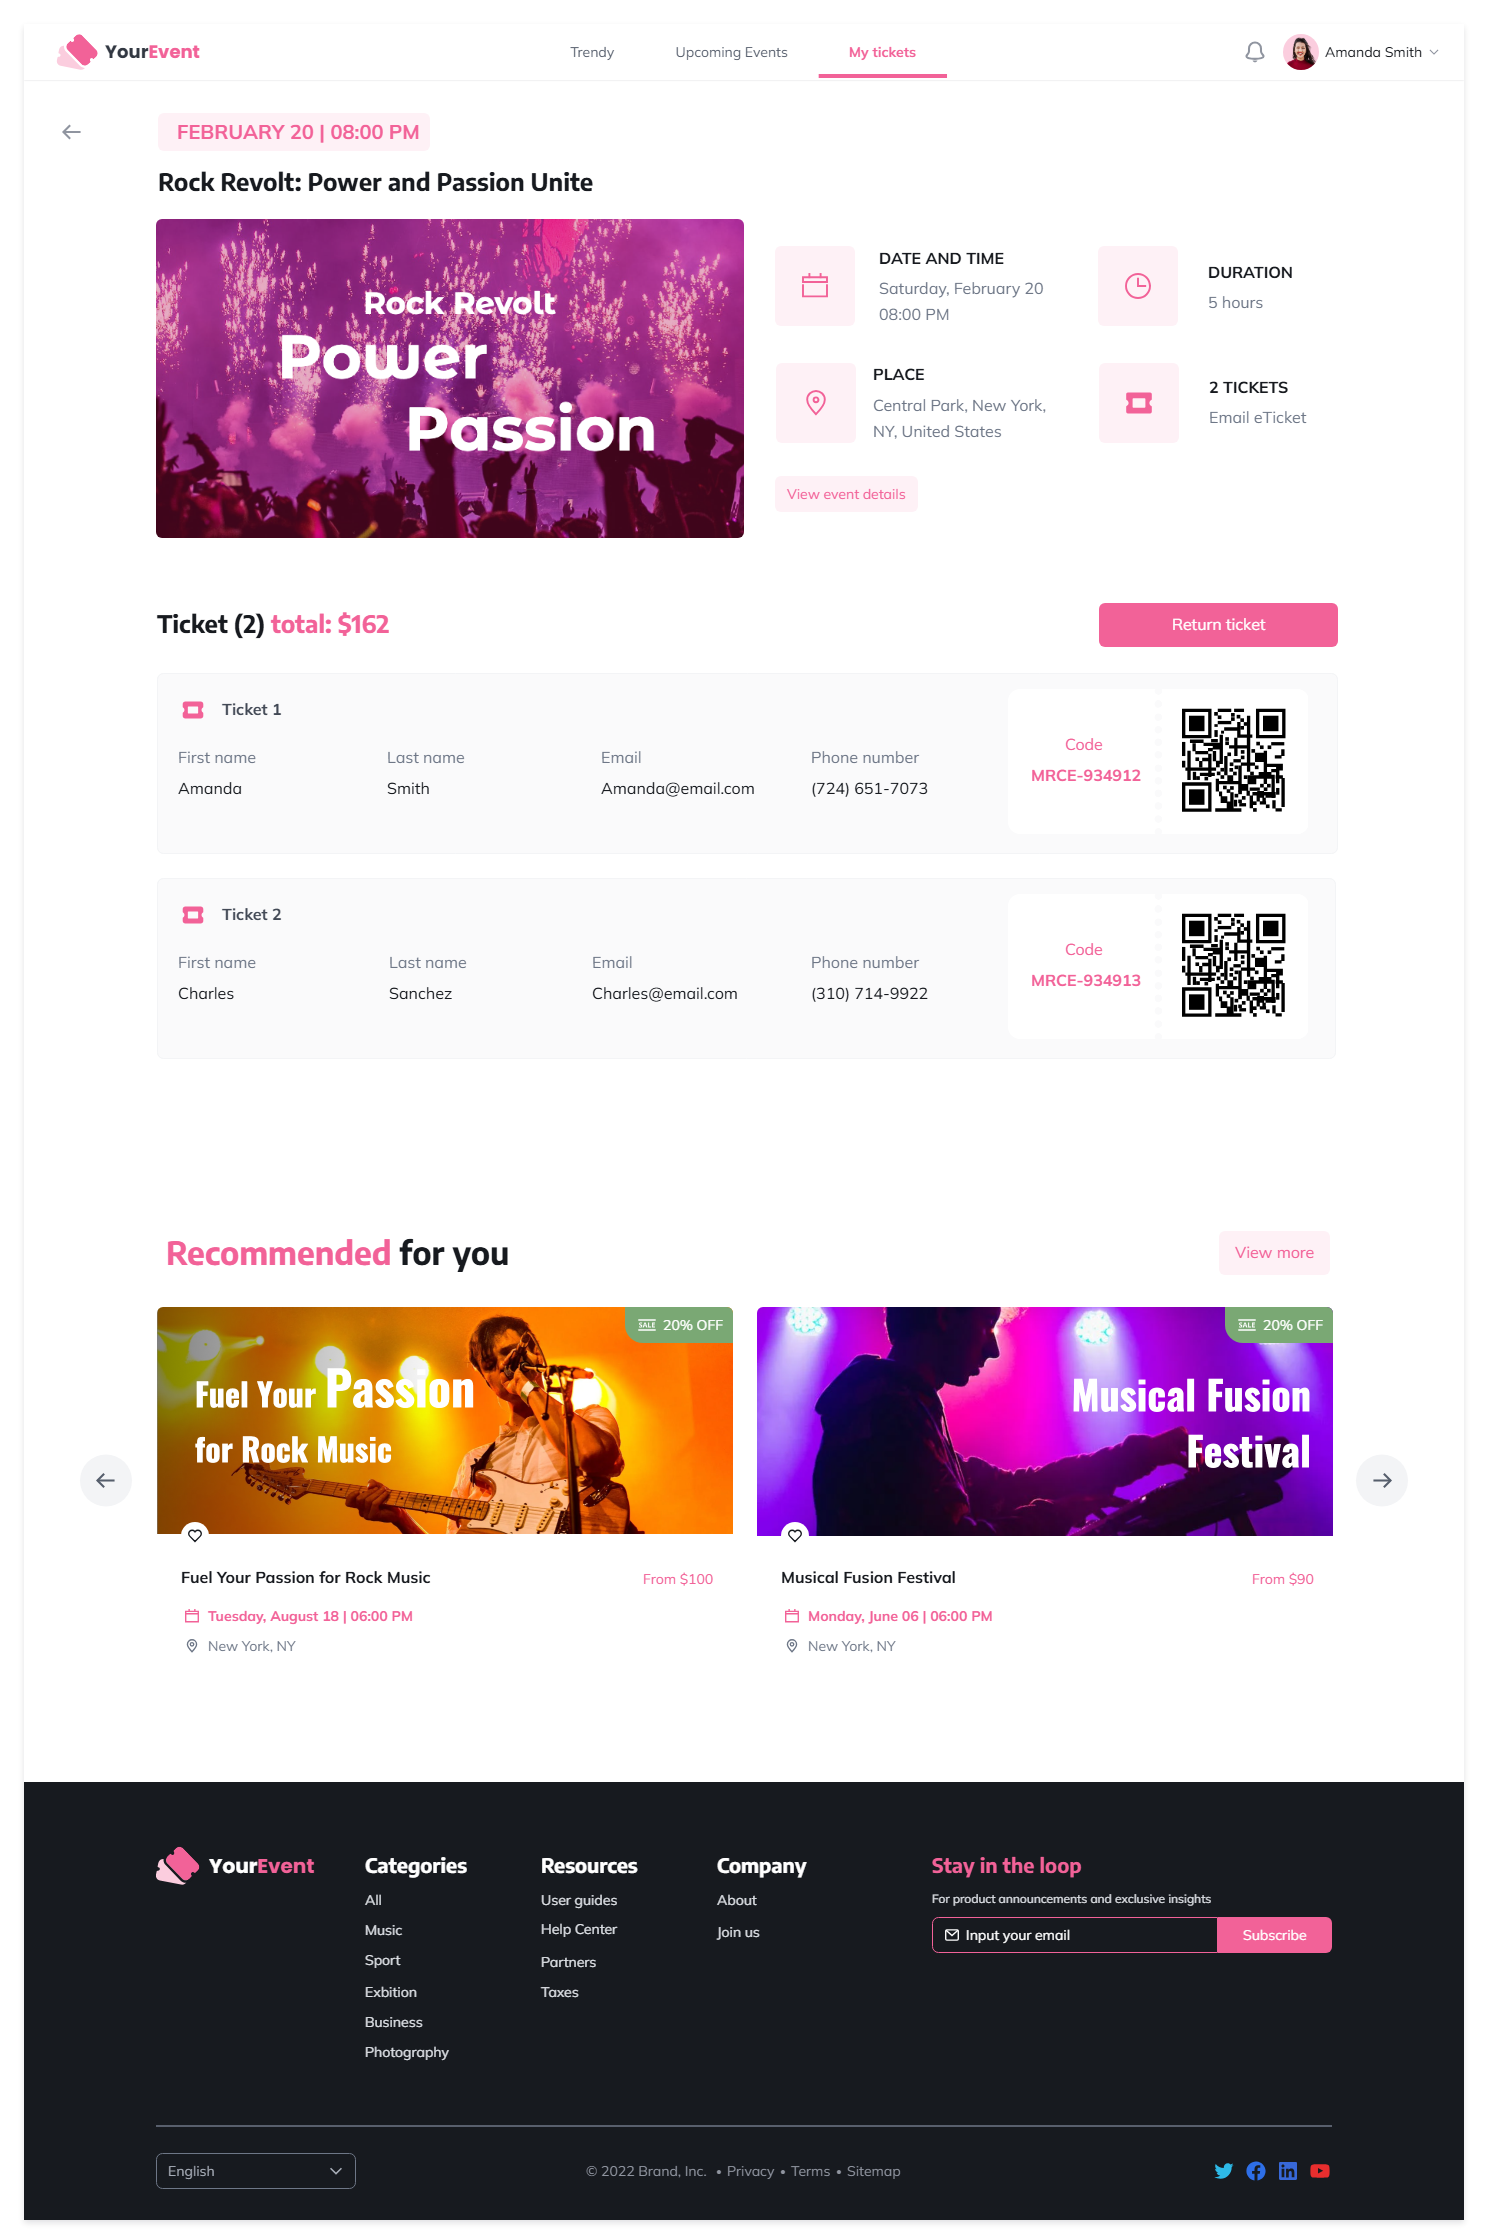 YourEvent
Trendy
Upcoming Events
My tickets
Amanda Smith
FEBRUARY 20 | 08:00 PM
Rock Revolt: Power and Passion Unite
Rock Revolt
Power
Passion
DATE AND TIME
Saturday, February 20
08:00 PM
DURATION
5 hours
PLACE
Central Park, New York,
NY, United States
2 TICKETS
Email eTicket
View event details
Ticket (2) total: $162
Return ticket
Ticket 1
First name
Amanda
Last name
Smith
Email
Amanda@email.com
Phone number
(724) 651-7073
Code
MRCE-934912
Ticket 2
First name
Charles
Last name
Sanchez
Email
Charles@email.com
Phone number
(310) 714-9922
Code
MRCE-934913
Recommended for you
View more
SALE 20% OFF
Fuel Your Passion
for Rock Music
Fuel Your Passion for Rock Music
From $100
Tuesday, August 18 | 06:00 PM
New York, NY
SALE 20% OFF
Musical Fusion
Festival
Musical Fusion Festival
From $90
Monday, June 06 | 06:00 PM
New York, NY
YourEvent
Categories
All
Music
Sport
Exbition
Business
Photography
Resources
User guides
Help Center
Partners
Taxes
Company
About
Join us
Stay in the loop
For product announcements and exclusive insights
Input your email
Subscribe
English
© 2022 Brand, Inc. • Privacy • Terms • Sitemap